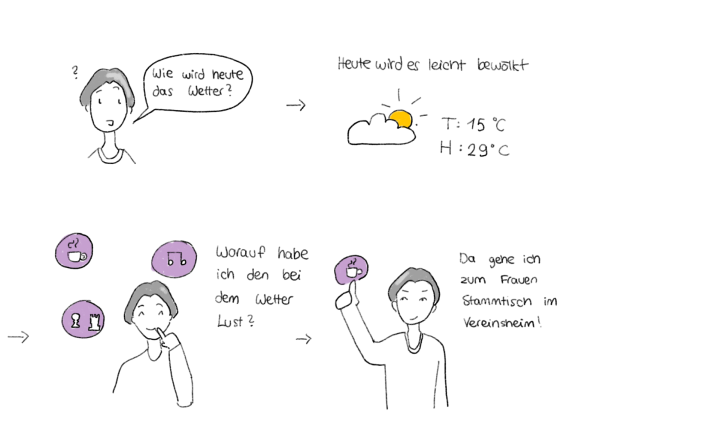 ?
Wie wird heute
das Wetter?
Heute wird es leicht bewölkt
T: 15 °C
H: 29°C
Worauf habe
ich den bei
dem Wetter
Lust?
Da gehe ich
zum Frauen
Stammtisch im
Vereinsheim!